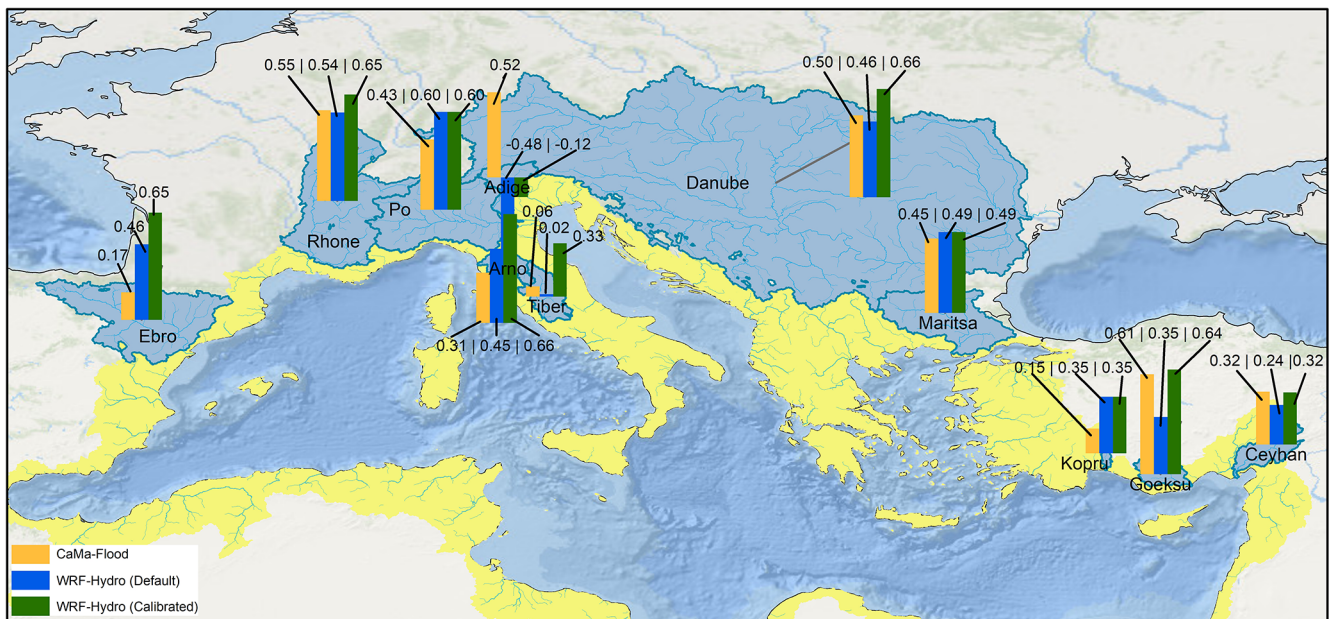 0.55 | 0.54 | 0.65
0.43 | 0.60 | 0.60
0.52
0.50 | 0.46 | 0.66
-0.48 | -0.12
Adige
Danube
Po
Rhone
0.65
0.46
0.17
Ebro
0.06
0.02
0.33
Arno
Tiber
0.31 | 0.45 | 0.66
0.45 | 0.49 | 0.49
Maritsa
0.61 | 0.35 | 0.64
0.15 | 0.35 | 0.35
0.32 | 0.24 |0.32
Kopru
Goeksu
Ceyhan
CaMa-Flood
WRF-Hydro (Default)
WRF-Hydro (Calibrated)